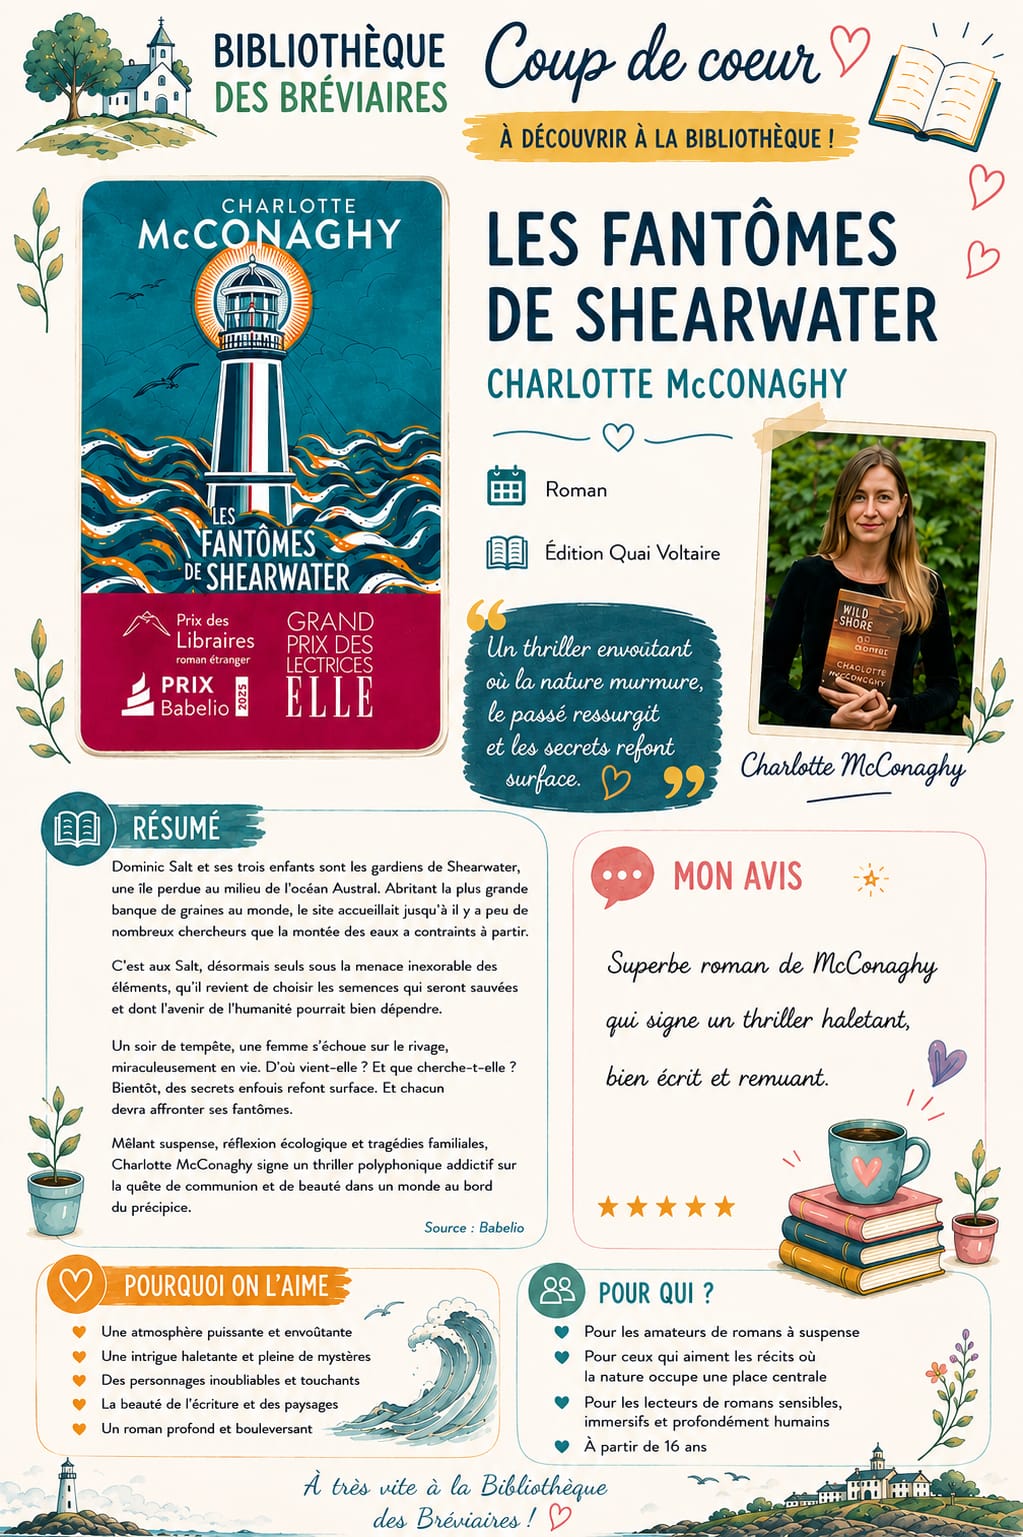 BIBLIOTHÈQUE
DES BRÉVIAIRES
Coup de coeur
À DÉCOUVRIR À LA BIBLIOTHÈQUE !
CHARLOTTE
McCONAGHY
LES
FANTÔMES
DE SHEARWATER
Prix des
Libraires
roman étranger
PRIX
Babelio
2025
GRAND
PRIX DES
LECTRICES
ELLE
LES FANTÔMES
DE SHEARWATER
CHARLOTTE McCONAGHY
Roman
Édition Quai Voltaire
“Un thriller envoutant
où la nature murmure,
le passé ressurgit
et les secrets refont
surface. ”
WILD
SHORE
Charlotte McConaghy
RÉSUMÉ
Dominic Salt et ses trois enfants sont les gardiens de Shearwater,
une île perdue au milieu de l'océan Austral. Abritant la plus grande
banque de graines au monde, le site accueillait jusqu'à il y a peu de
nombreux chercheurs que la montée des eaux a contraints à partir.
C'est aux Salt, désormais seuls sous la menace inexorable des
éléments, qu'il revient de choisir les semences qui seront sauvées
et dont l'avenir de l'humanité pourrait bien dépendre.
Un soir de tempête, une femme s'échoue sur le rivage,
miraculeusement en vie. D'où vient-elle ? Et que cherche-t-elle ?
Bientôt, des secrets enfouis refont surface. Et chacun
devra affronter ses fantômes.
Mêlant suspense, réflexion écologique et tragédies familiales,
Charlotte McConaghy signe un thriller polyphonique addictif sur
la quête de communion et de beauté dans un monde au bord
du précipice.
Source : Babelio
MON AVIS
Superbe roman de McConaghy
qui signe un thriller haletant,
bien écrit et remuant.
POURQUOI ON L'AIME
Une atmosphère puissante et envoûtante
Une intrigue haletante et pleine de mystères
Des personnages inoubliables et touchants
La beauté de l'écriture et des paysages
Un roman profond et bouleversant
POUR QUI ?
Pour les amateurs de romans à suspense
Pour ceux qui aiment les récits où
la nature occupe une place centrale
Pour les lecteurs de romans sensibles,
immersifs et profondément humains
À partir de 16 ans
À très vite à la Bibliothèque
des Bréviaires !